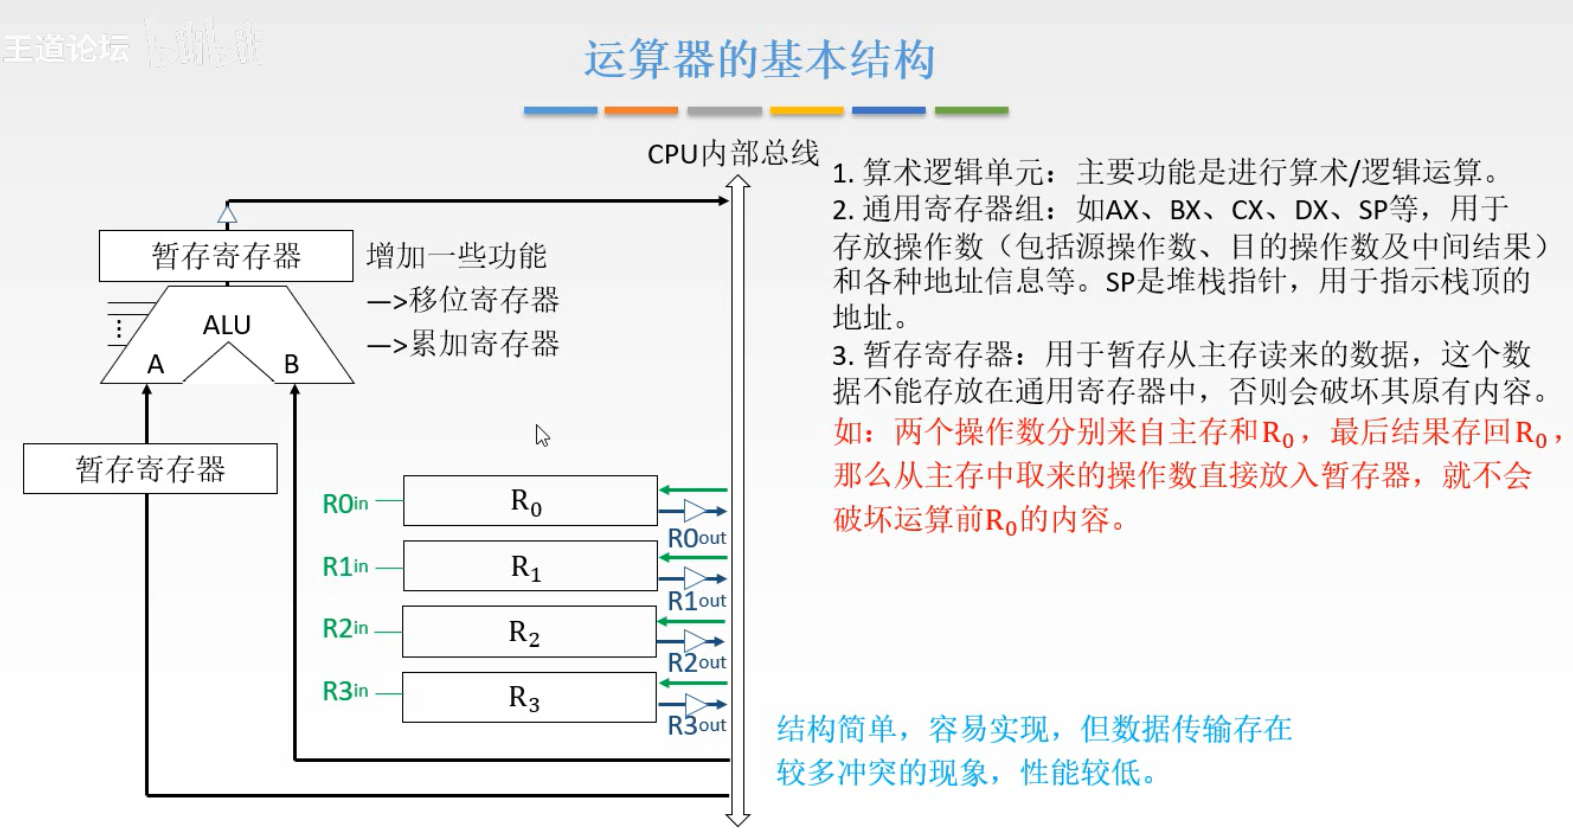 王道论坛 bilibili
运算器的基本结构
CPU内部总线
暂存寄存器
增加一些功能
—>移位寄存器
—>累加寄存器
ALU
A
B
暂存寄存器
R0in
R₀
R0out
R1in
R₁
R1out
R2in
R₂
R2out
R3in
R₃
R3out
1. 算术逻辑单元：主要功能是进行算术/逻辑运算。
2. 通用寄存器组：如AX、BX、CX、DX、SP等，用于
存放操作数（包括源操作数、目的操作数及中间结果）
和各种地址信息等。SP是堆栈指针，用于指示栈顶的
地址。
3. 暂存寄存器：用于暂存从主存读来的数据，这个数
据不能存放在通用寄存器中，否则会破坏其原有内容。
如：两个操作数分别来自主存和R₀，最后结果存回R₀，
那么从主存中取来的操作数直接放入暂存器，就不会
破坏运算前R₀的内容。
结构简单，容易实现，但数据传输存在
较多冲突的现象，性能较低。